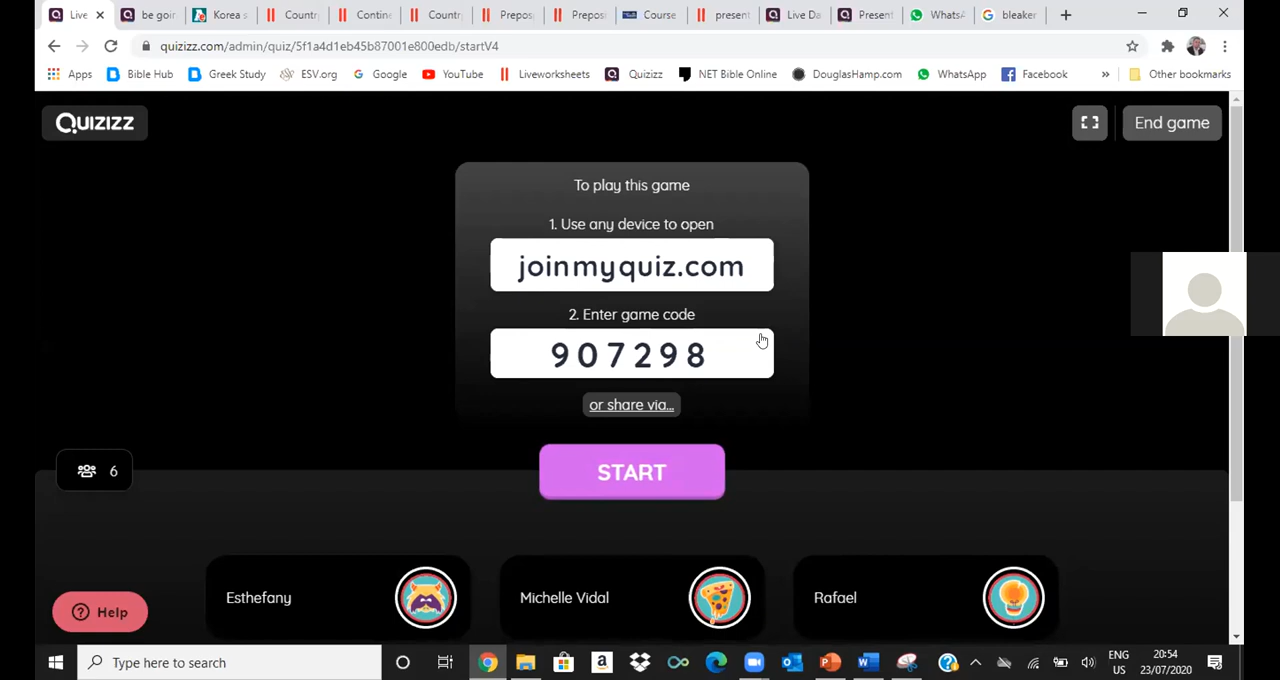 Live
be goin
Korea s
Countr
Contine
Countr
Prepos
Prepos
Course
present
Live Da
Present
WhatsA
bleaker
quizizz.com/admin/quiz/5f1a4d1eb45b87001e800edb/startV4
Apps
Bible Hub
Greek Study
ESV.org
Google
YouTube
Liveworksheets
Quizizz
NET Bible Online
DouglasHamp.com
WhatsApp
Facebook
»
Other bookmarks
Quizizz
End game
To play this game
1. Use any device to open
joinmyquiz.com
2. Enter game code
907298
or share via...
6
START
Esthefany
Michelle Vidal
Rafael
Help
Type here to search
ENG
US
20:54
23/07/2020